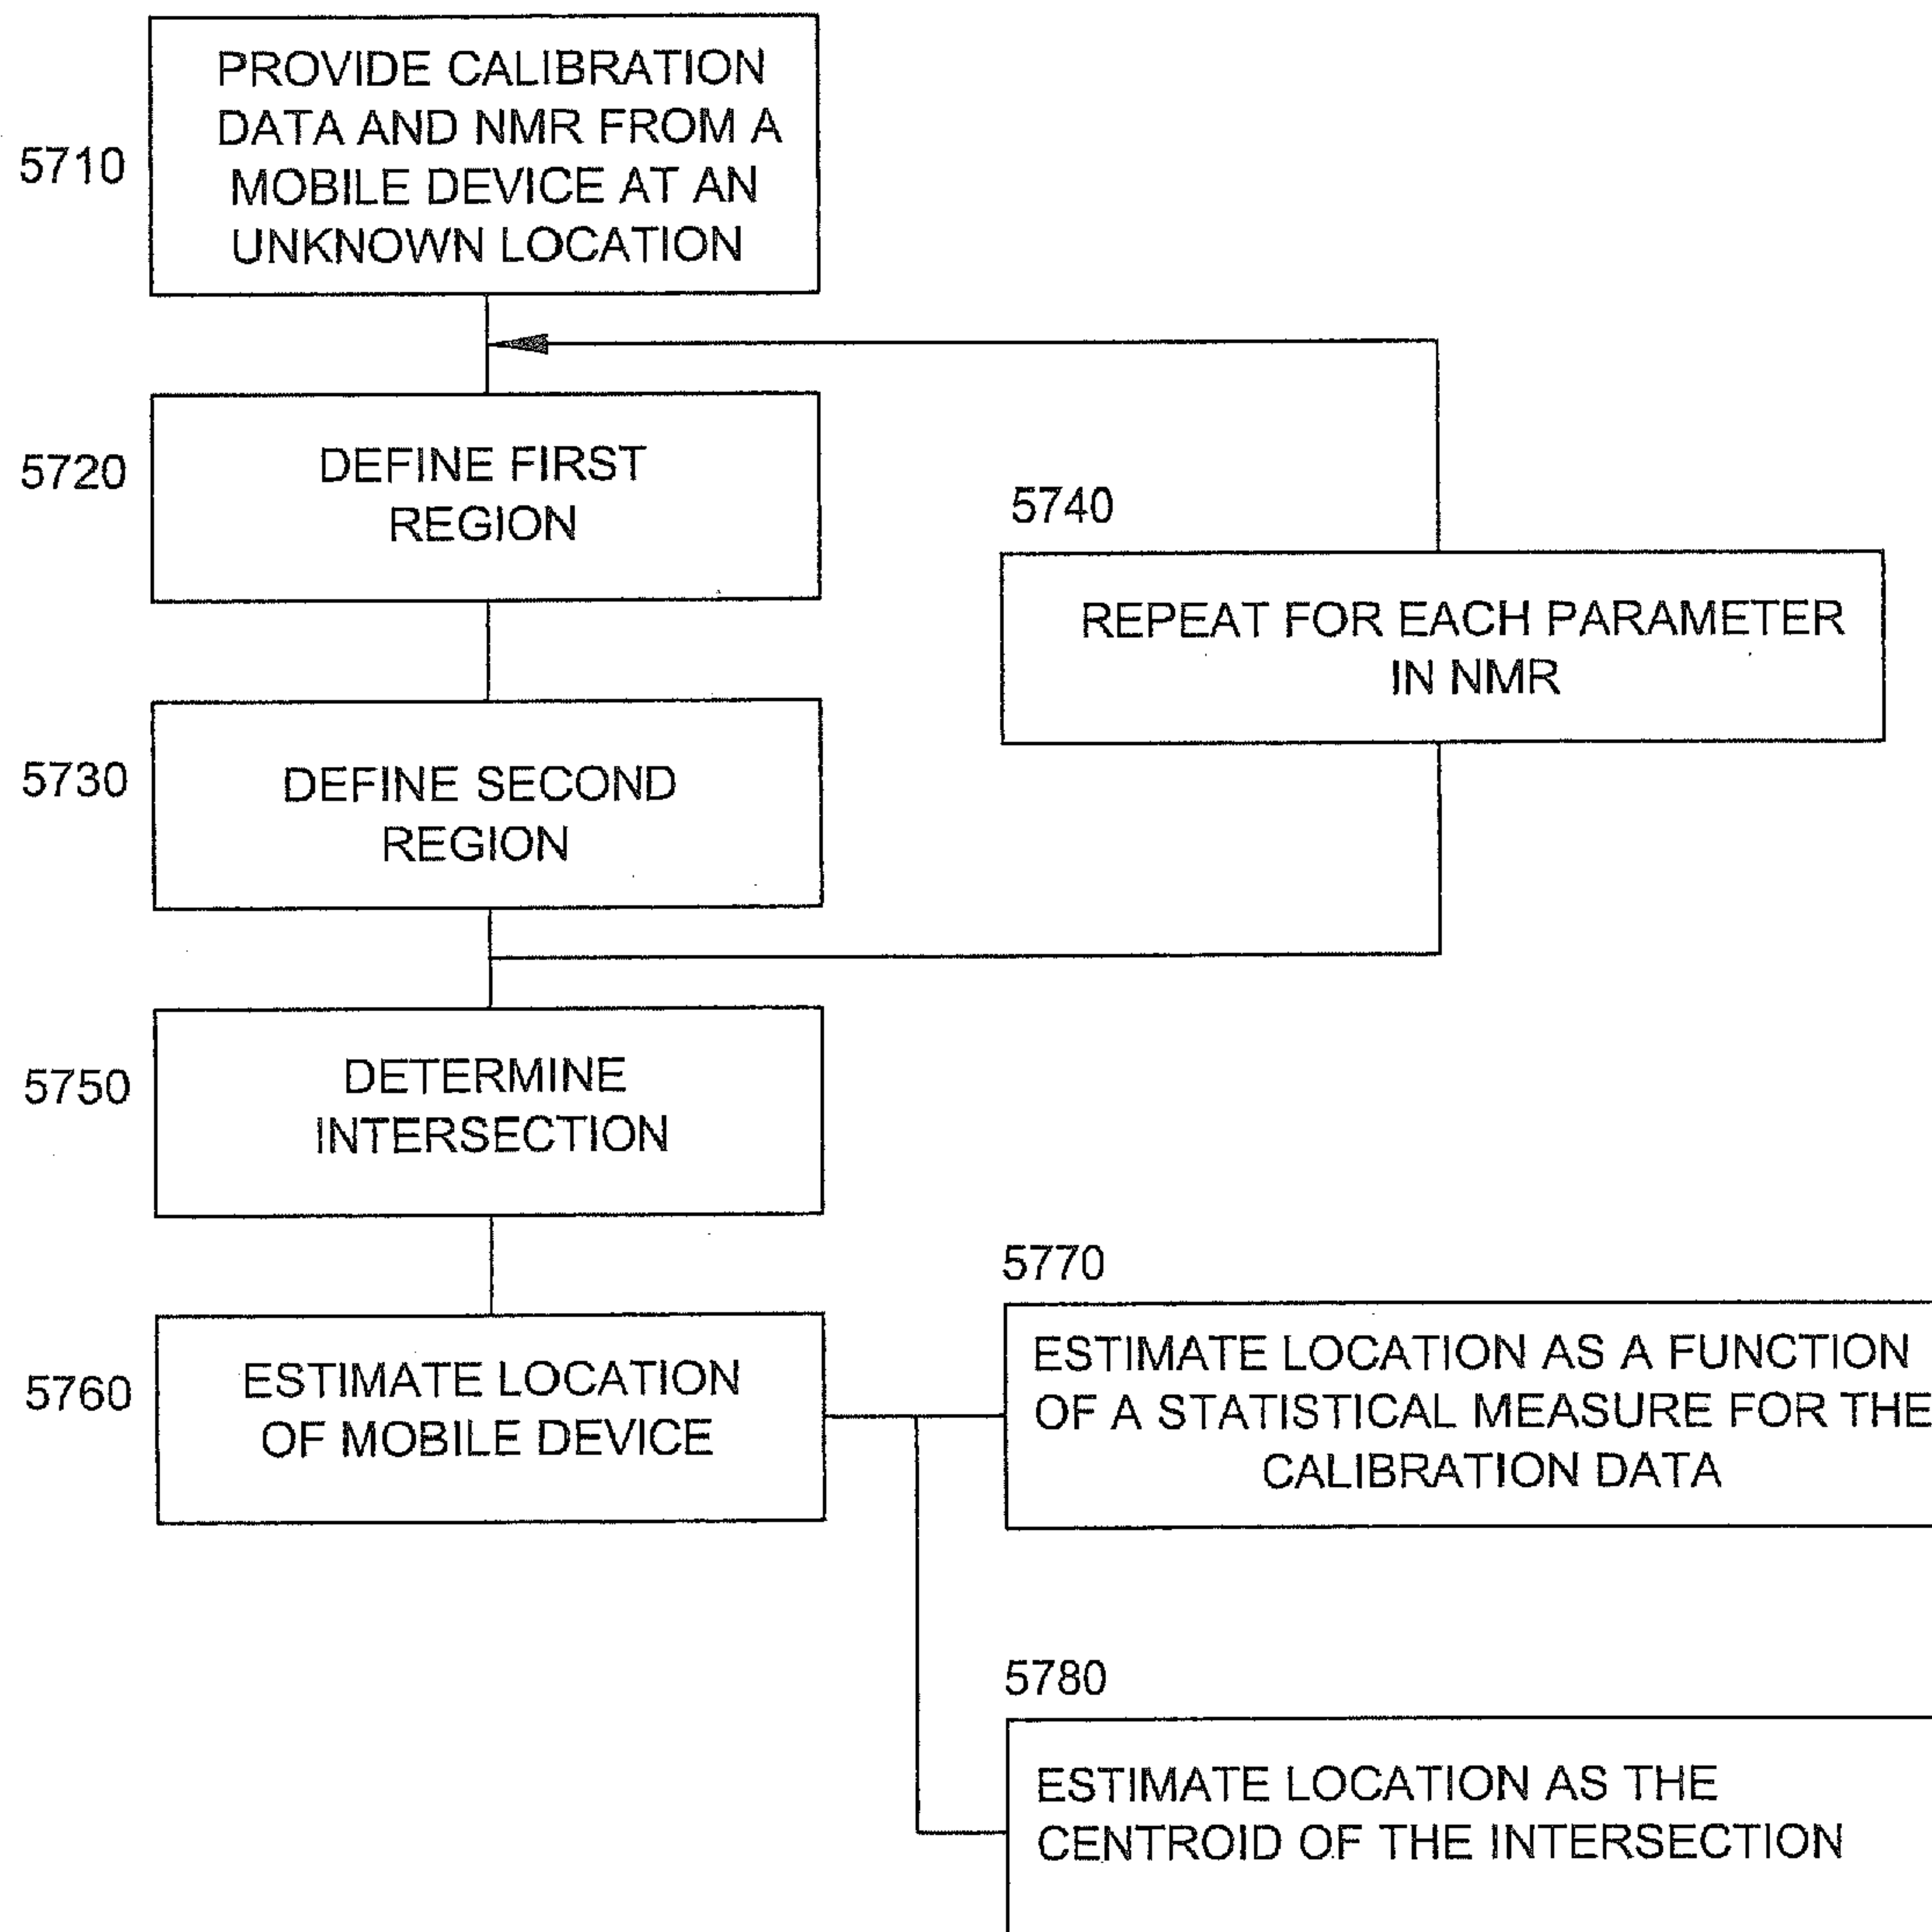 5710
PROVIDE CALIBRATION
DATA AND NMR FROM A
MOBILE DEVICE AT AN
UNKNOWN LOCATION
5720
DEFINE FIRST
REGION
5740
REPEAT FOR EACH PARAMETER
IN NMR
5730
DEFINE SECOND
REGION
5750
DETERMINE
INTERSECTION
5760
ESTIMATE LOCATION
OF MOBILE DEVICE
5770
ESTIMATE LOCATION AS A FUNCTION
OF A STATISTICAL MEASURE FOR THE
CALIBRATION DATA
5780
ESTIMATE LOCATION AS THE
CENTROID OF THE INTERSECTION